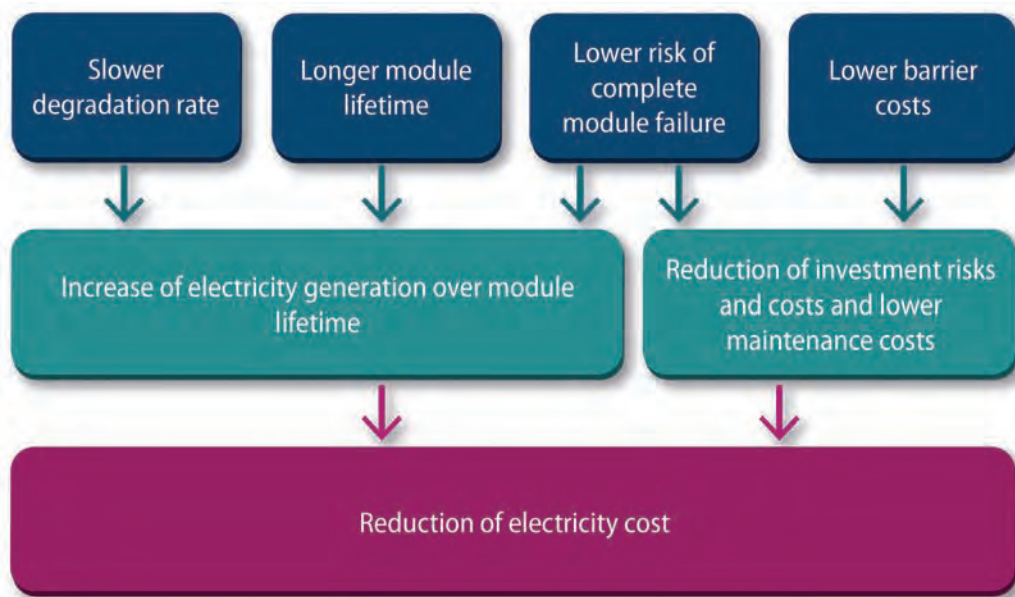 Slower
degradation rate
Longer module
lifetime
Lower risk of
complete
module failure
Lower barrier
costs
Increase of electricity generation over module
lifetime
Reduction of investment risks
and costs and lower
maintenance costs
Reduction of electricity cost